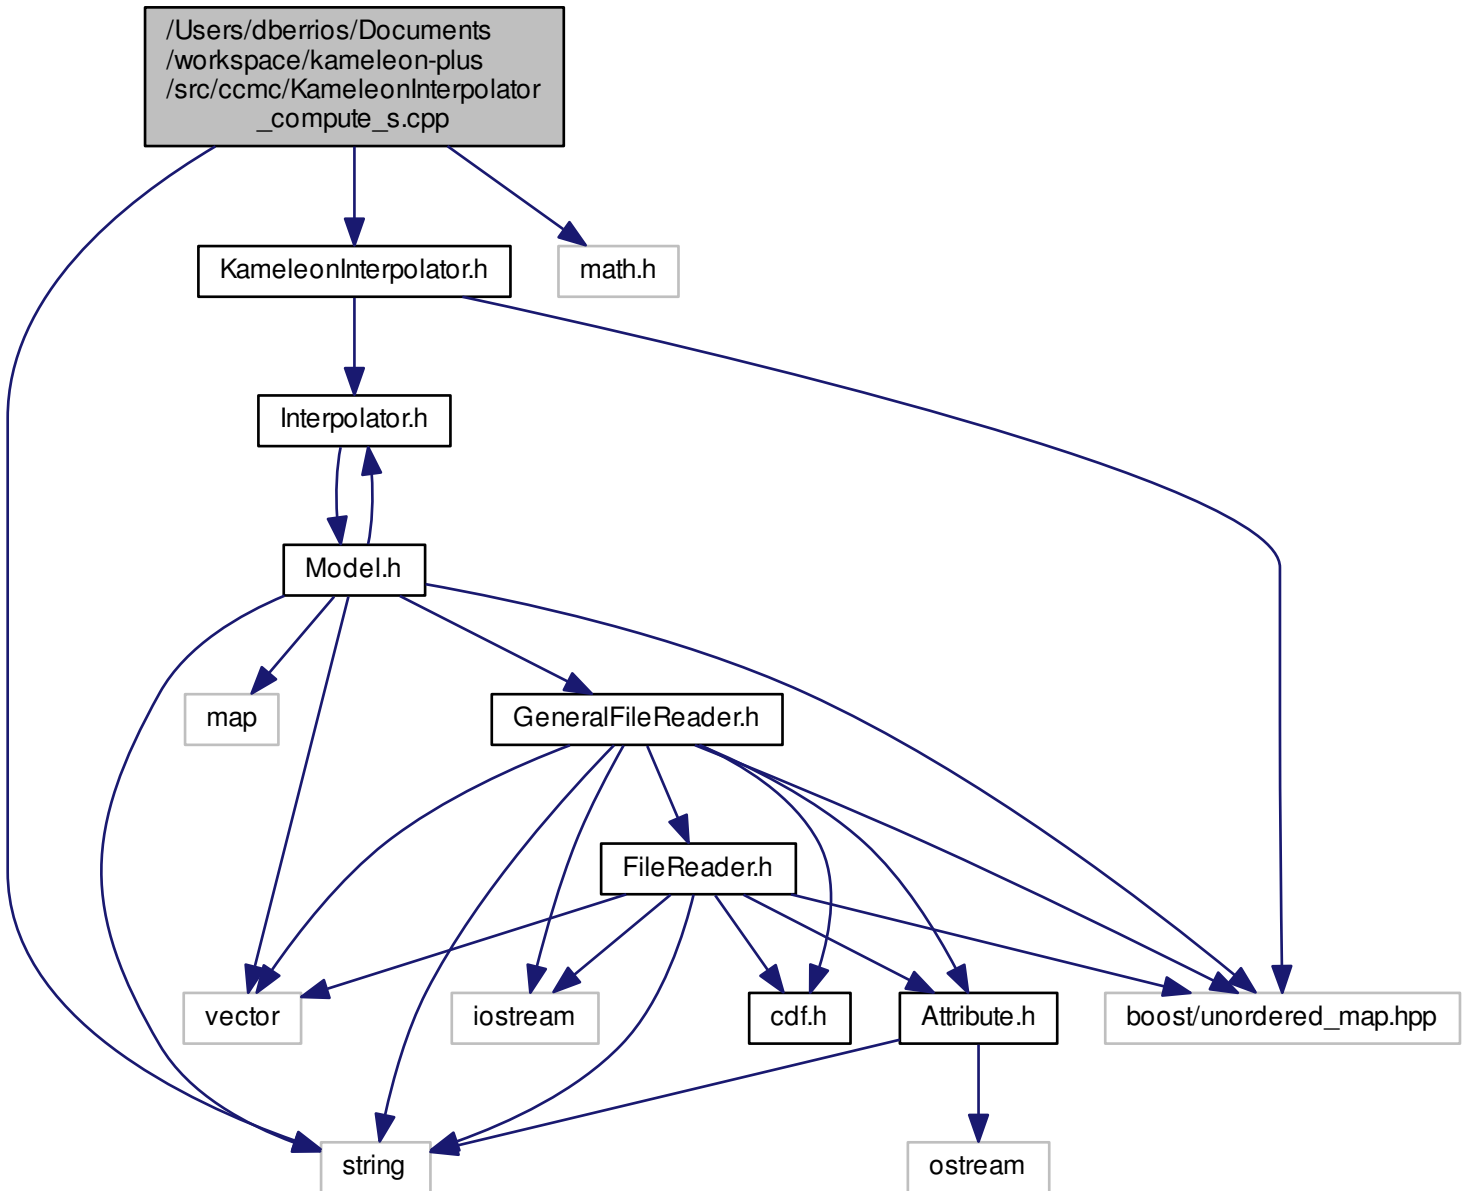 /Users/dberrios/Documents
/workspace/kameleon-plus
/src/ccmc/KameleonInterpolator
_compute_s.cpp
KameleonInterpolator.h
math.h
Interpolator.h
Model.h
map
GeneralFileReader.h
FileReader.h
vector
iostream
cdf.h
Attribute.h
boost/unordered_map.hpp
string
ostream